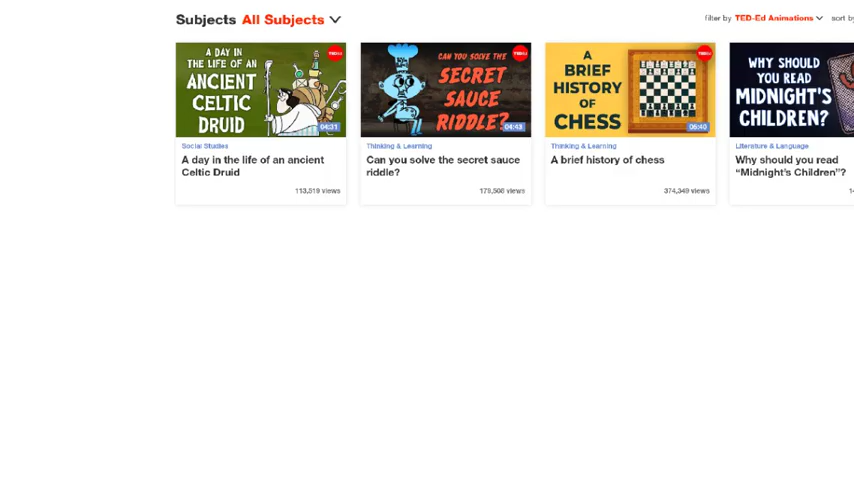 Subjects All Subjects
filter by TED-Ed Animations
sort by
A DAY IN
THE LIFE OF AN
ANCIENT
CELTIC
DRUID
04:31
Social Studies
A day in the life of an ancient
Celtic Druid
113,519 views
CAN YOU SOLVE THE
SECRET
SAUCE
RIDDLE?
04:43
Thinking & Learning
Can you solve the secret sauce
riddle?
views
A
BRIEF
HISTORY
OF
CHESS
05:40
Thinking & Learning
A brief history of chess
374,349 views
WHY SHOULD
YOU READ
MIDNIGHT'S
CHILDREN?
Literature & Language
Why should you read
“Midnight's Children”?